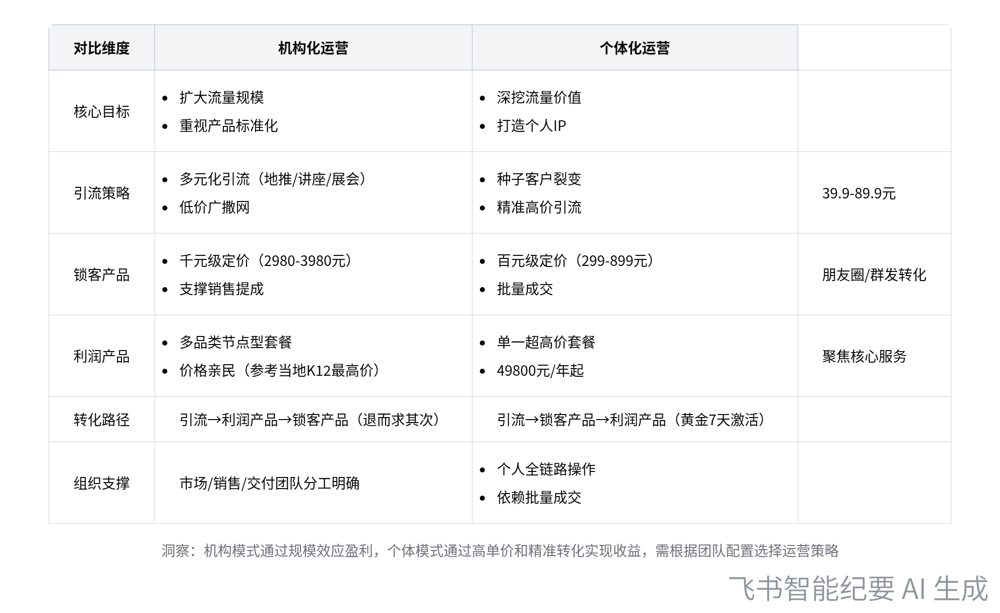 对比维度
机构化运营
个体化运营
核心目标
扩大流量规模
重视产品标准化
深挖流量价值
打造个人IP
引流策略
多元化引流（地推/讲座/展会）
低价广撒网
种子客户裂变
精准高价引流
39.9-89.9元
锁客产品
千元级定价（2980-3980元）
支撑销售提成
百元级定价（299-899元）
批量成交
朋友圈/群发转化
利润产品
多品类节点型套餐
价格亲民（参考当地K12最高价）
单一超高价套餐
49800元/年起
聚焦核心服务
转化路径
引流→利润产品→锁客产品（退而求其次）
引流→锁客产品→利润产品（黄金7天激活）
组织支撑
市场/销售/交付团队分工明确
个人全链路操作
依赖批量成交
洞察：机构模式通过规模效应盈利，个体模式通过高单价和精准转化实现收益，需根据团队配置选择运营策略
飞书智能纪要 AI 生成